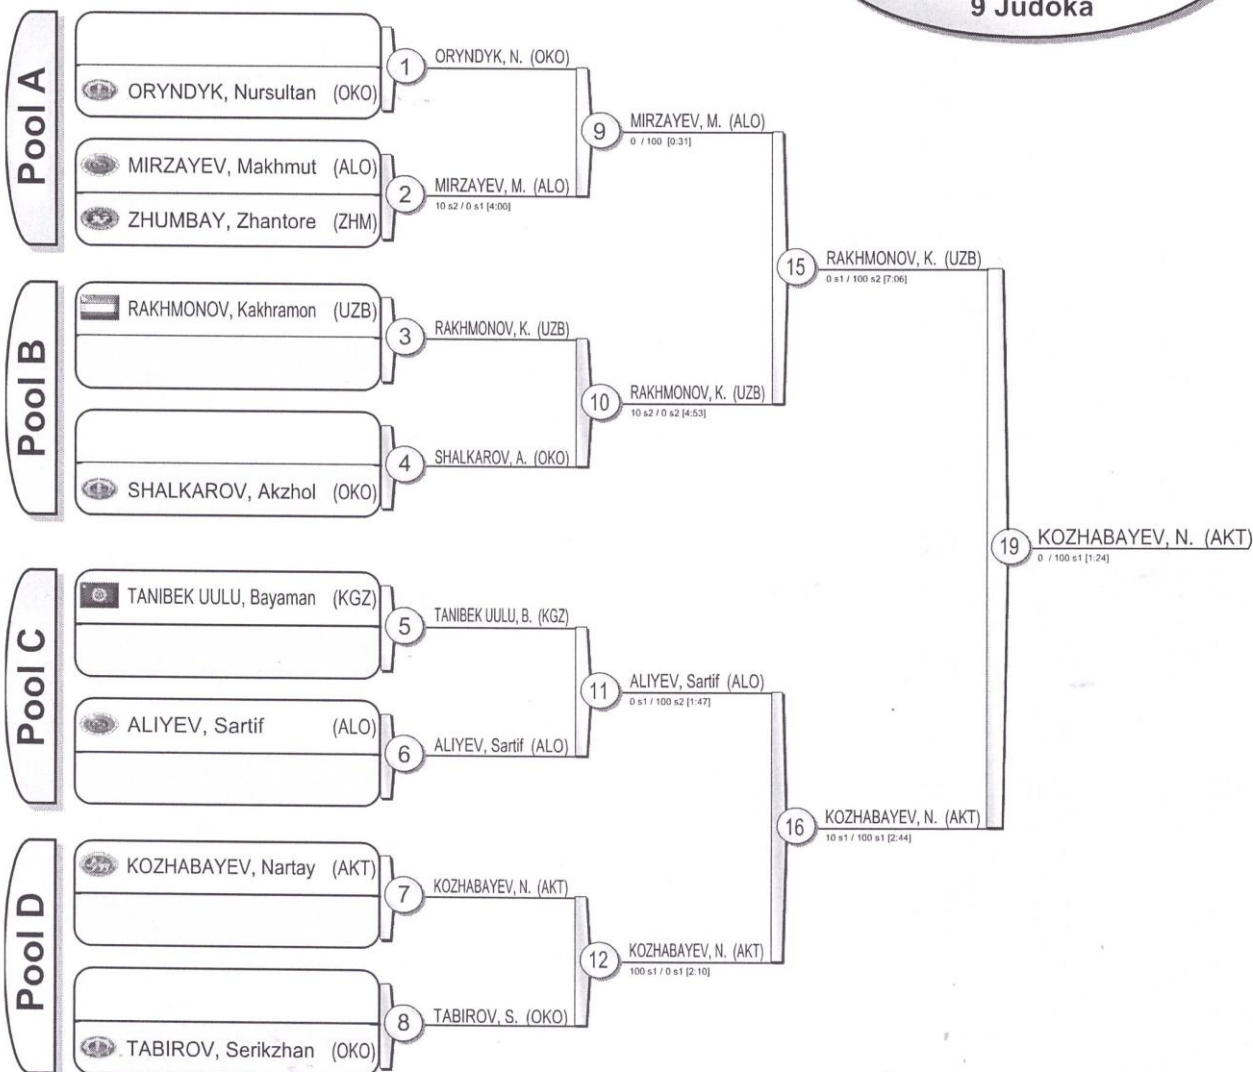 9 Judoka
Pool A
ORYNDYK, Nursultan (OKO)
MIRZAYEV, Makhmut (ALO)
ZHUMBAY, Zhantore (ZHM)
1
ORYNDYK, N. (OKO)
2
MIRZAYEV, M. (ALO)
10 s2 / 0 s1 [4:00]
9
MIRZAYEV, M. (ALO)
0 / 100 [0:31]
Pool B
RAKHMONOV, Kakhramon (UZB)
SHALKAROV, Akzhol (OKO)
3
RAKHMONOV, K. (UZB)
4
SHALKAROV, A. (OKO)
10
RAKHMONOV, K. (UZB)
10 s2 / 0 s2 [4:53]
15
RAKHMONOV, K. (UZB)
0 s1 / 100 s2 [7:06]
Pool C
TANIBEK UULU, Bayaman (KGZ)
ALIYEV, Sartif (ALO)
5
TANIBEK UULU, B. (KGZ)
6
ALIYEV, Sartif (ALO)
11
ALIYEV, Sartif (ALO)
0 s1 / 100 s2 [1:47]
Pool D
KOZHABAYEV, Nartay (AKT)
TABIROV, Serikzhan (OKO)
7
KOZHABAYEV, N. (AKT)
8
TABIROV, S. (OKO)
12
KOZHABAYEV, N. (AKT)
100 s1 / 0 s1 [2:10]
16
KOZHABAYEV, N. (AKT)
10 s1 / 100 s1 [2:44]
19
KOZHABAYEV, N. (AKT)
0 / 100 s1 [1:24]